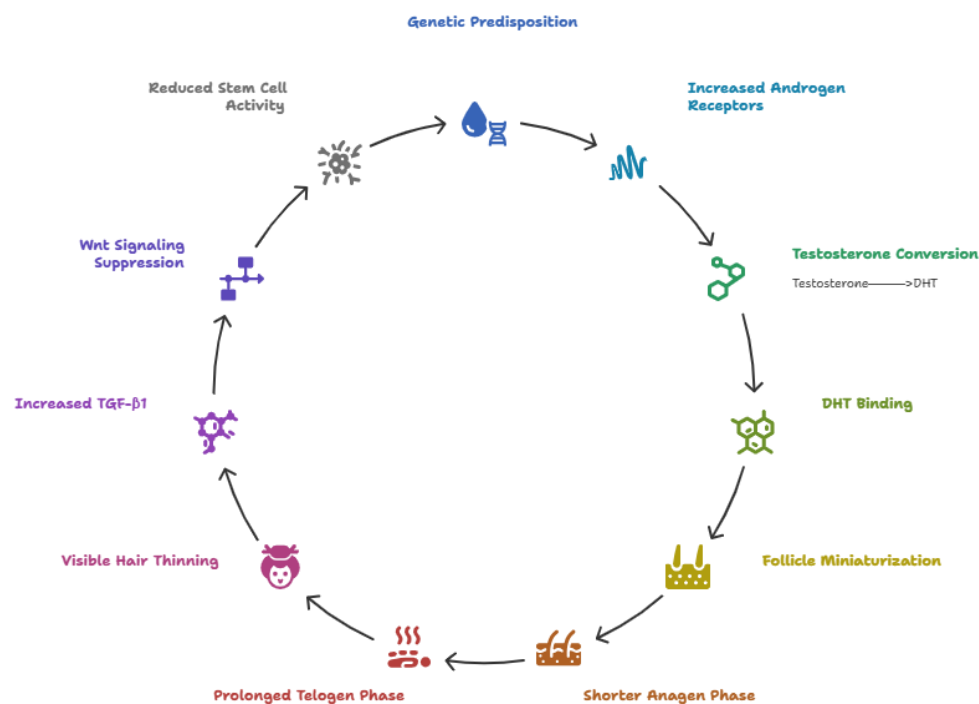 Genetic Predisposition
Reduced Stem Cell
Activity
Increased Androgen
Receptors
Wnt Signaling
Suppression
Testosterone Conversion
Testosterone———>DHT
Increased TGF-β1
DHT Binding
Visible Hair Thinning
Follicle Miniaturization
Prolonged Telogen Phase
Shorter Anagen Phase